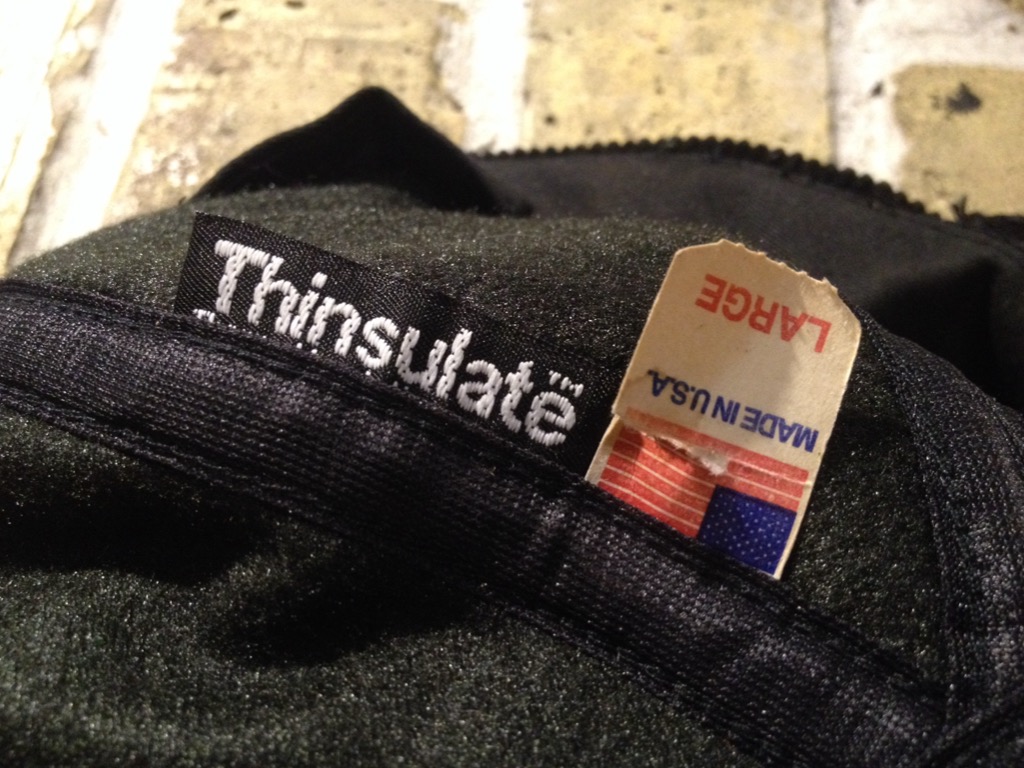 Thinsulate™
LARGE
MADE IN U.S.A.